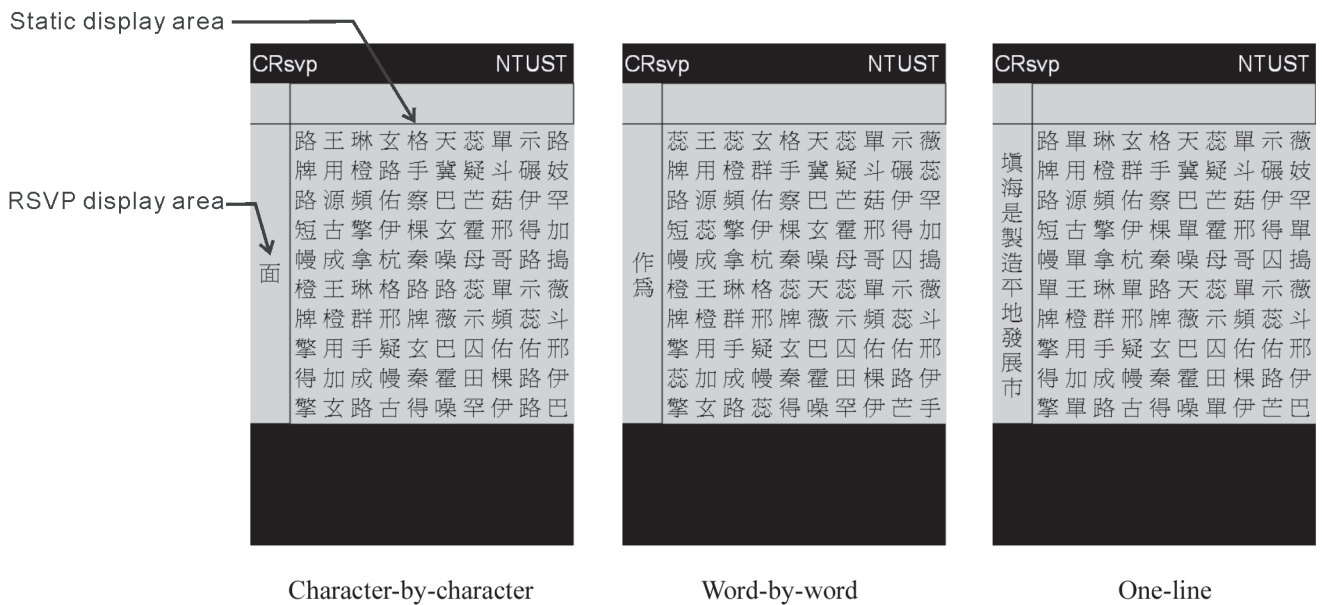 Static display area
RSVP display area
CRsvp NTUST
路王琳玄格天蕊單示路
牌用橙路手冀疑斗碾妓
路源頻佑察巴芒菇伊罕
短古擎伊棵玄霍邢得加
幔成拿杭秦噪母哥路搗
橙王琳格路路蕊單示薇
牌橙群邢牌薇示頻蕊斗
擎用手疑玄巴囚佑佑邢
得加成幔秦霍田棵路伊
擎玄路古得噪罕伊路巴
面
Character-by-character
CRsvp NTUST
蕊王蕊玄格天蕊單示薇
牌用橙群手冀疑斗碾蕊
路源頻佑察巴芒菇伊罕
短蕊擎伊棵玄霍邢得加
幔成拿杭秦噪母哥囚搗
橙王琳格蕊天蕊單示薇
牌橙群邢牌薇示頻蕊斗
擎用手疑玄巴囚佑佑邢
蕊加成幔秦霍田棵路伊
擎玄路蕊得噪罕伊芒手
作爲
Word-by-word
CRsvp NTUST
路單琳玄格天蕊單示薇
牌用橙群手冀疑斗碾妓
路源頻佑察巴芒菇伊罕
短古擎伊棵單霍邢得單
幔單拿杭秦噪母哥囚搗
單王琳單路天蕊單示薇
牌橙群邢牌薇示頻蕊斗
擎用手疑玄巴囚佑佑邢
得加成幔秦霍田棵路伊
擎單路古得噪單伊芒巴
填海是製造平地發展市
One-line